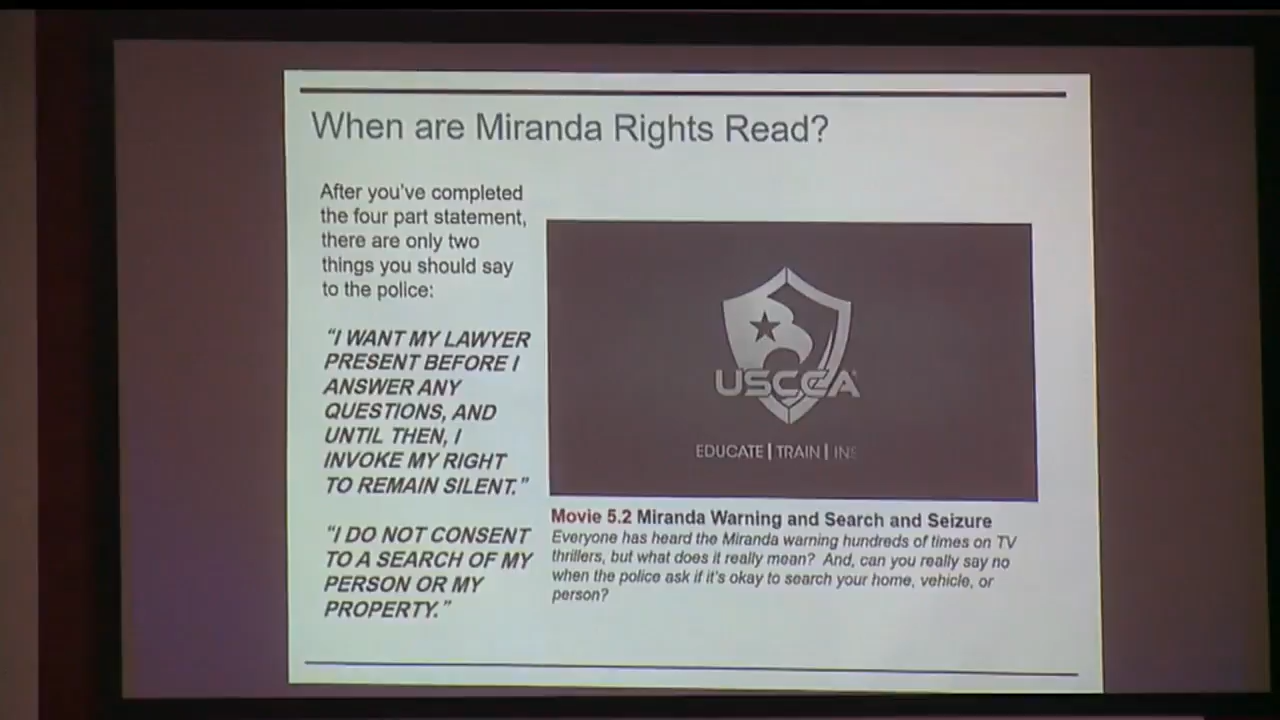 When are Miranda Rights Read?
After you've completed
the four part statement,
there are only two
things you should say
to the police:
"I WANT MY LAWYER
PRESENT BEFORE I
ANSWER ANY
QUESTIONS, AND
UNTIL THEN, I
INVOKE MY RIGHT
TO REMAIN SILENT."
"I DO NOT CONSENT
TO A SEARCH OF MY
PERSON OR MY
PROPERTY."
USCCA
EDUCATE | TRAIN | INS
Movie 5.2 Miranda Warning and Search and Seizure
Everyone has heard the Miranda warning hundreds of times on TV
thrillers, but what does it really mean? And, can you really say no
when the police ask if it's okay to search your home, vehicle, or
person?